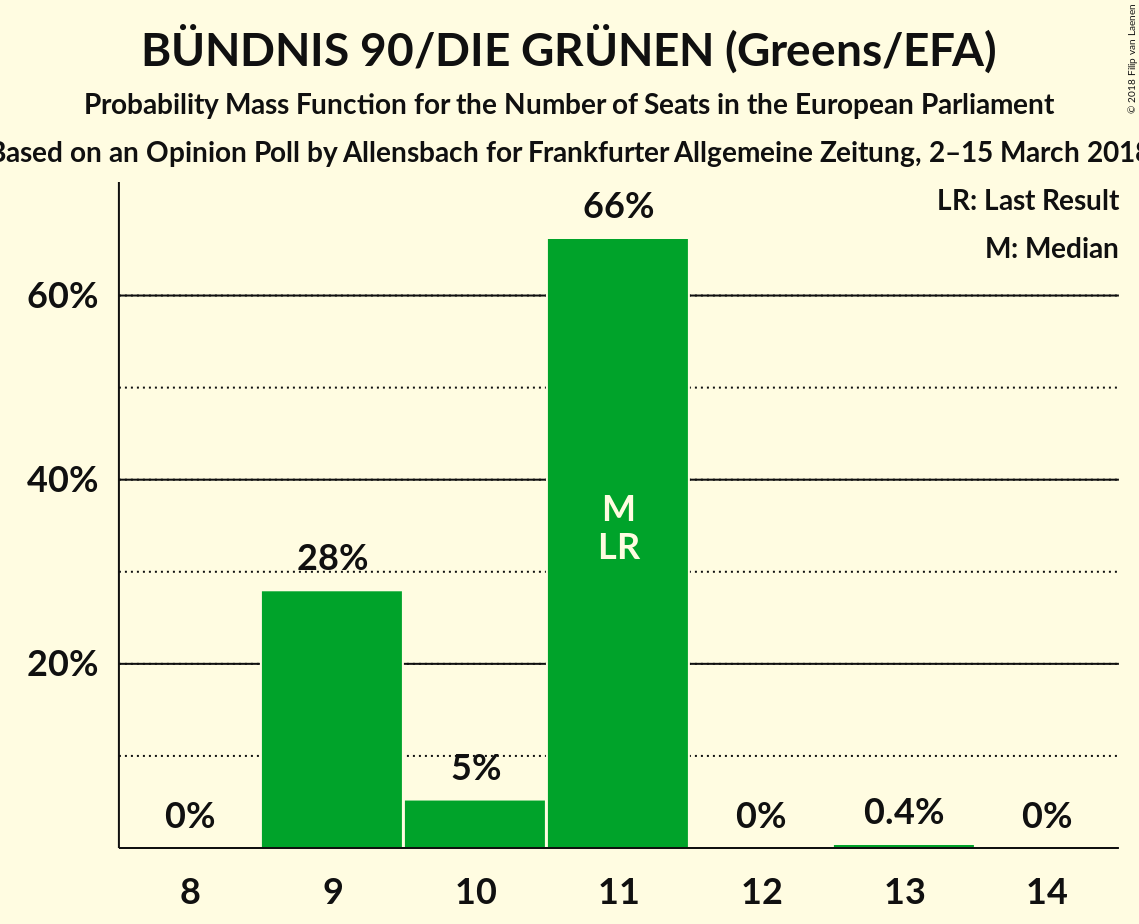 BÜNDNIS 90/DIE GRÜNEN (Greens/EFA)
Probability Mass Function for the Number of Seats in the European Parliament
Based on an Opinion Poll by Allensbach for Frankfurter Allgemeine Zeitung, 2–15 March 2018
© 2018 Filip van Laenen
LR: Last Result
M: Median
60%
40%
20%
0%
28%
5%
66%
M
LR
0%
0.4%
0%
8 9 10 11 12 13 14